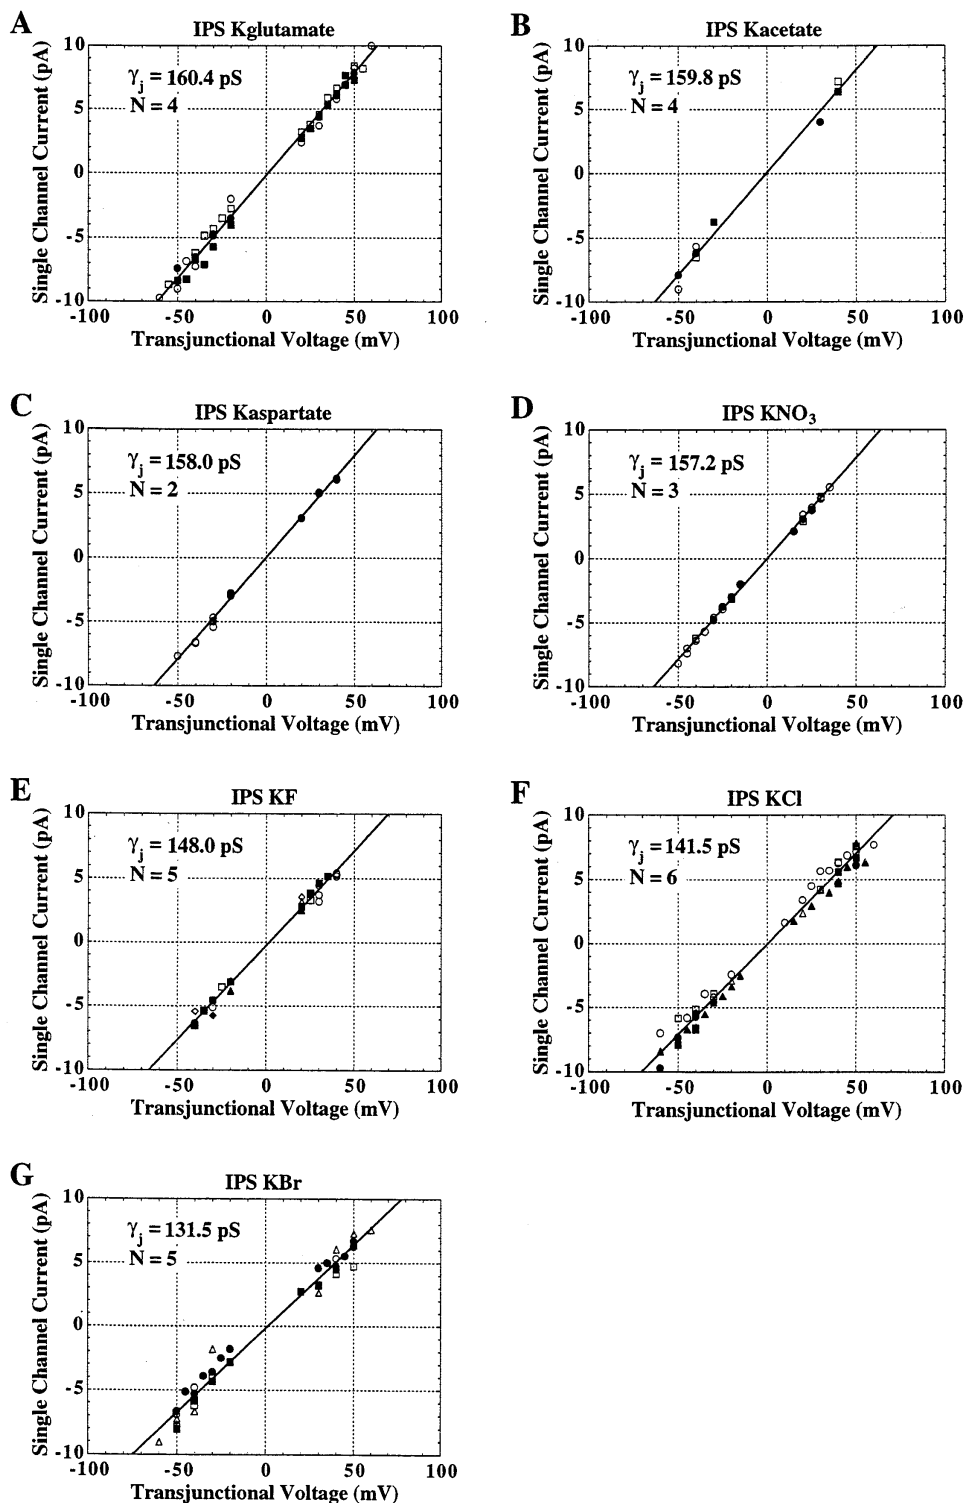 A
IPS Kglutamate
γj = 160.4 pS
N = 4
Single Channel Current (pA)
10
5
0
-5
-10
-100
-50
0
50
100
Transjunctional Voltage (mV)
B
IPS Kacetate
γj = 159.8 pS
N = 4
Single Channel Current (pA)
10
5
0
-5
-10
-100
-50
0
50
100
Transjunctional Voltage (mV)
C
IPS Kaspartate
γj = 158.0 pS
N = 2
Single Channel Current (pA)
10
5
0
-5
-10
-100
-50
0
50
100
Transjunctional Voltage (mV)
D
IPS KNO3
γj = 157.2 pS
N = 3
Single Channel Current (pA)
10
5
0
-5
-10
-100
-50
0
50
100
Transjunctional Voltage (mV)
E
IPS KF
γj = 148.0 pS
N = 5
Single Channel Current (pA)
10
5
0
-5
-10
-100
-50
0
50
100
Transjunctional Voltage (mV)
F
IPS KCl
γj = 141.5 pS
N = 6
Single Channel Current (pA)
10
5
0
-5
-10
-100
-50
0
50
100
Transjunctional Voltage (mV)
G
IPS KBr
γj = 131.5 pS
N = 5
Single Channel Current (pA)
10
5
0
-5
-10
-100
-50
0
50
100
Transjunctional Voltage (mV)